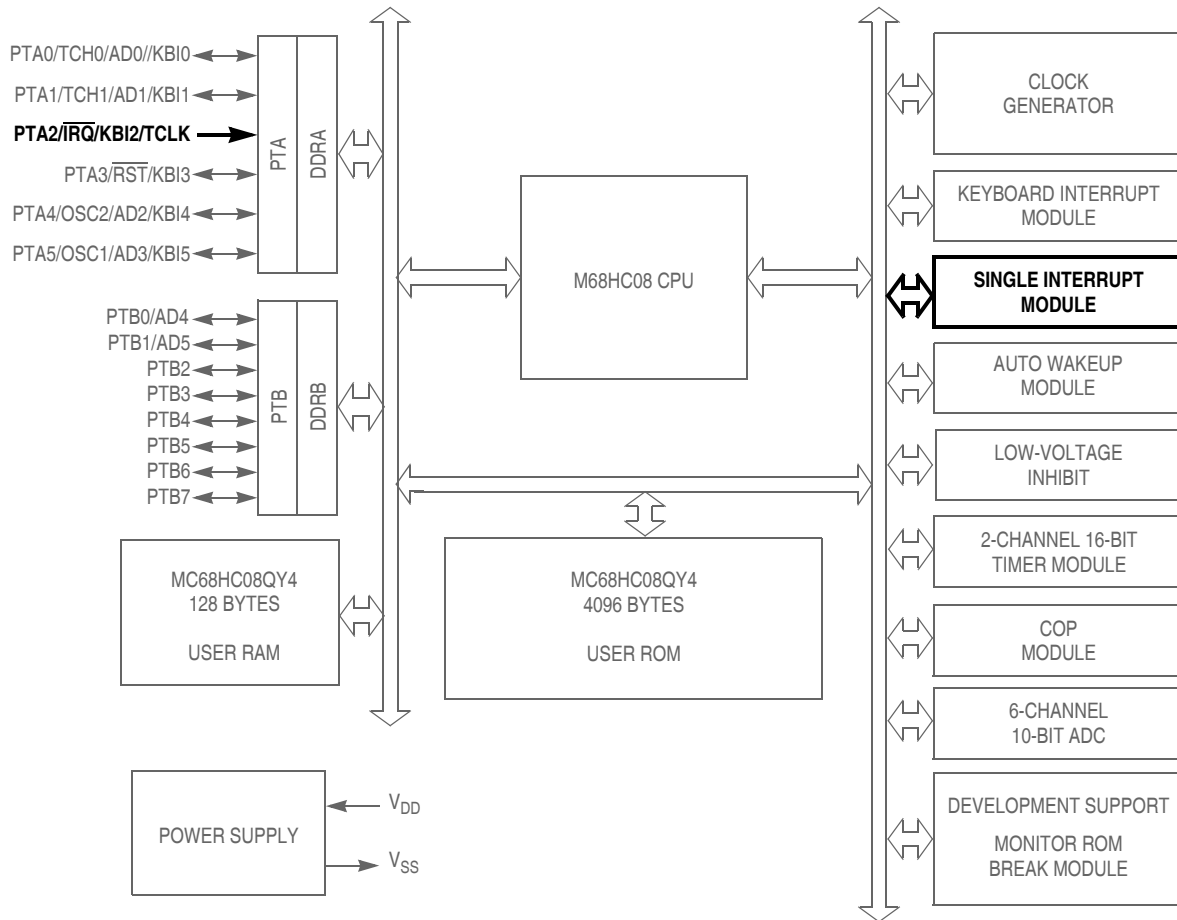 PTA0/TCH0/AD0//KBI0
PTA1/TCH1/AD1/KBI1
PTA2/I̅R̅Q̅/KBI2/TCLK
PTA3/R̅S̅T̅/KBI3
PTA4/OSC2/AD2/KBI4
PTA5/OSC1/AD3/KBI5
PTA
DDRA
PTB0/AD4
PTB1/AD5
PTB2
PTB3
PTB4
PTB5
PTB6
PTB7
PTB
DDRB
M68HC08 CPU
MC68HC08QY4
128 BYTES
USER RAM
MC68HC08QY4
4096 BYTES
USER ROM
POWER SUPPLY
VDD
VSS
CLOCK
GENERATOR
KEYBOARD INTERRUPT
MODULE
SINGLE INTERRUPT
MODULE
AUTO WAKEUP
MODULE
LOW-VOLTAGE
INHIBIT
2-CHANNEL 16-BIT
TIMER MODULE
COP
MODULE
6-CHANNEL
10-BIT ADC
DEVELOPMENT SUPPORT
MONITOR ROM
BREAK MODULE